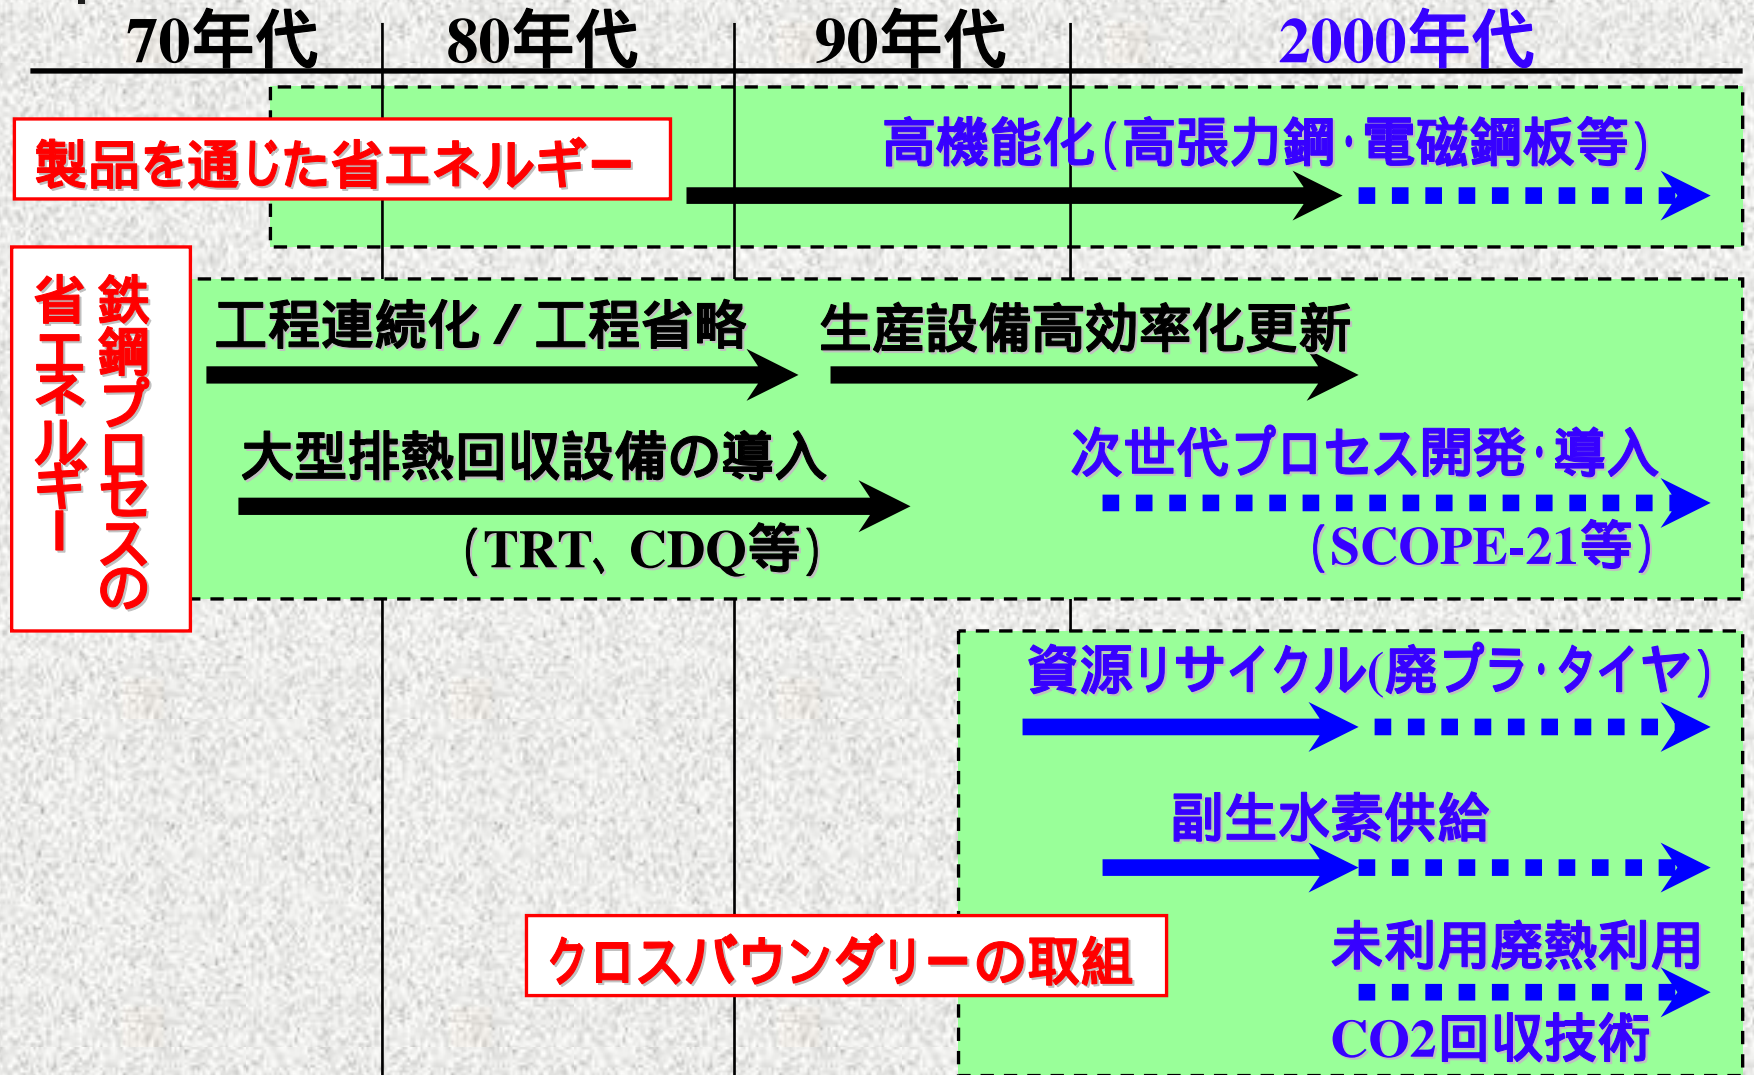 70年代 80年代 90年代 2000年代
製品を通じた省エネルギー
高機能化(高張力鋼・電磁鋼板等)
鉄鋼プロセスの
省エネルギー
工程連続化 / 工程省略
生産設備高効率化更新
大型排熱回収設備の導入
(TRT、CDQ等)
次世代プロセス開発・導入
(SCOPE-21等)
資源リサイクル(廃プラ・タイヤ)
副生水素供給
クロスバウンダリーの取組
未利用廃熱利用
CO2回収技術